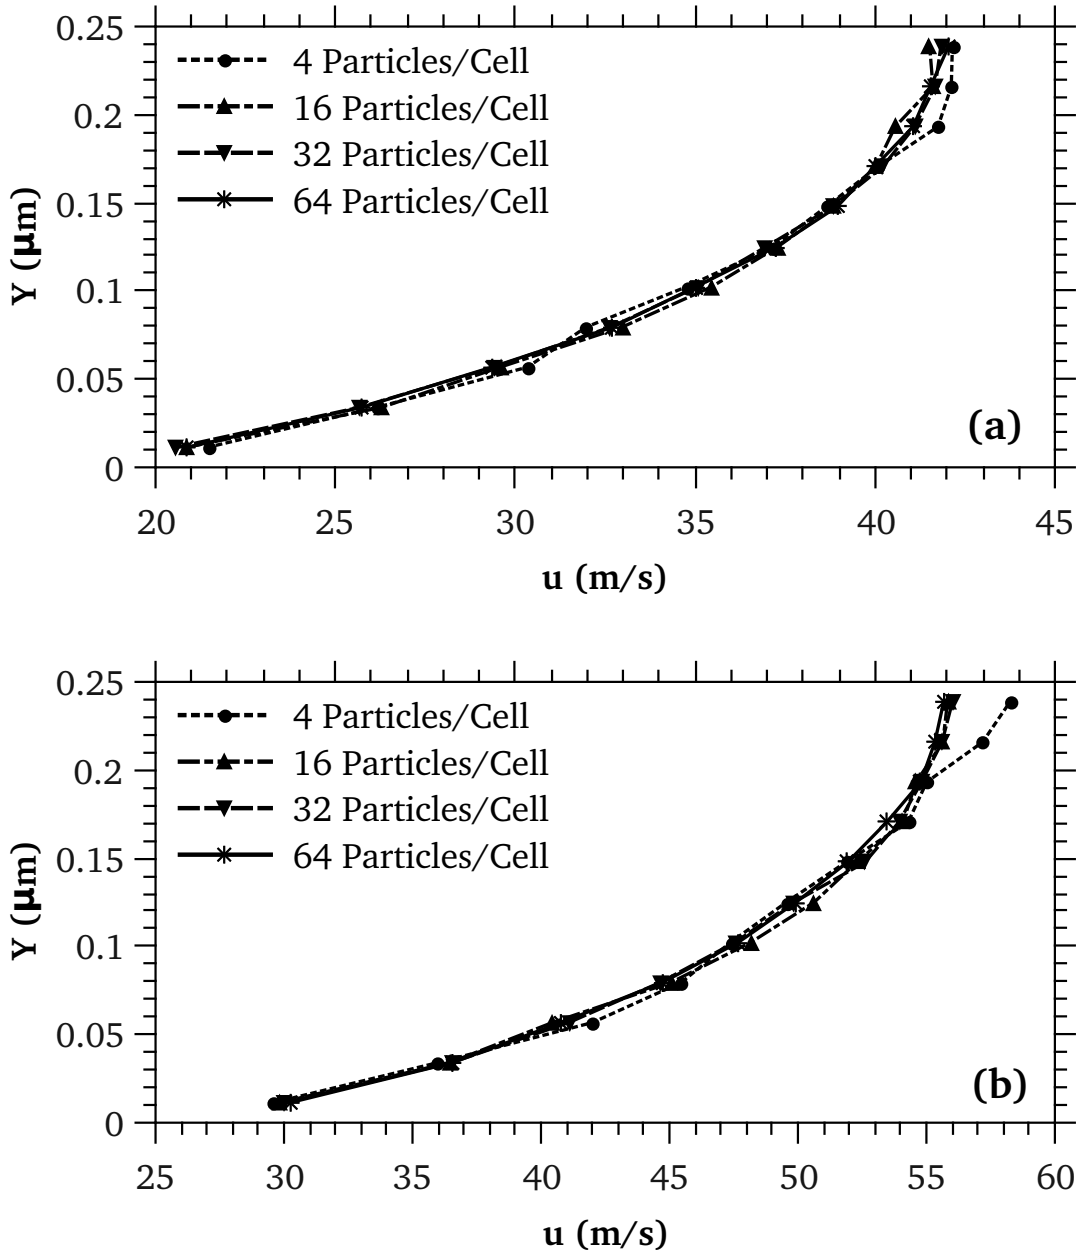 0.25
0.2
0.15
0.1
0.05
0
Y (μm)
4 Particles/Cell
16 Particles/Cell
32 Particles/Cell
64 Particles/Cell
(a)
20 25 30 35 40 45
u (m/s)
0.25
0.2
0.15
0.1
0.05
0
Y (μm)
4 Particles/Cell
16 Particles/Cell
32 Particles/Cell
64 Particles/Cell
(b)
25 30 35 40 45 50 55 60
u (m/s)